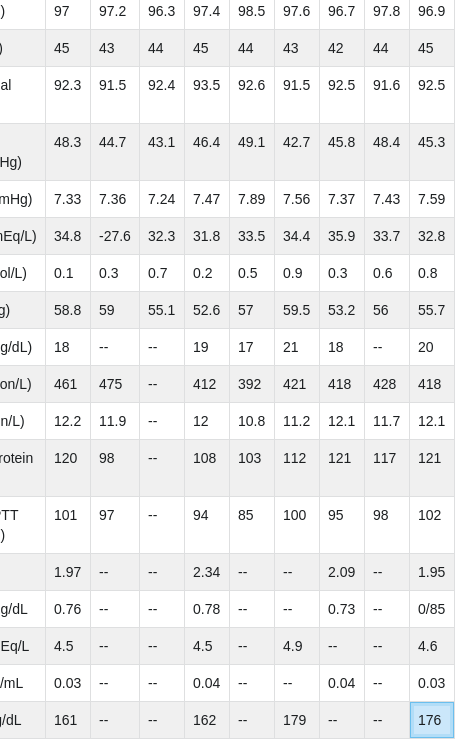 ) 97 97.2 96.3 97.4 98.5 97.6 96.7 97.8 96.9
) 45 43 44 45 44 43 42 44 45
al 92.3 91.5 92.4 93.5 92.6 91.5 92.5 91.6 92.5
48.3 44.7 43.1 46.4 49.1 42.7 45.8 48.4 45.3
Hg)
mHg) 7.33 7.36 7.24 7.47 7.89 7.56 7.37 7.43 7.59
nEq/L) 34.8 -27.6 32.3 31.8 33.5 34.4 35.9 33.7 32.8
ol/L) 0.1 0.3 0.7 0.2 0.5 0.9 0.3 0.6 0.8
g) 58.8 59 55.1 52.6 57 59.5 53.2 56 55.7
g/dL) 18 -- -- 19 17 21 18 -- 20
on/L) 461 475 -- 412 392 421 418 428 418
n/L) 12.2 11.9 -- 12 10.8 11.2 12.1 11.7 12.1
rotein 120 98 -- 108 103 112 121 117 121
TT 101 97 -- 94 85 100 95 98 102
)
1.97 -- -- 2.34 -- -- 2.09 -- 1.95
g/dL 0.76 -- -- 0.78 -- -- 0.73 -- 0/85
Eq/L 4.5 -- -- 4.5 -- 4.9 -- -- 4.6
/mL 0.03 -- -- 0.04 -- -- 0.04 -- 0.03
g/dL 161 -- -- 162 -- 179 -- -- 176